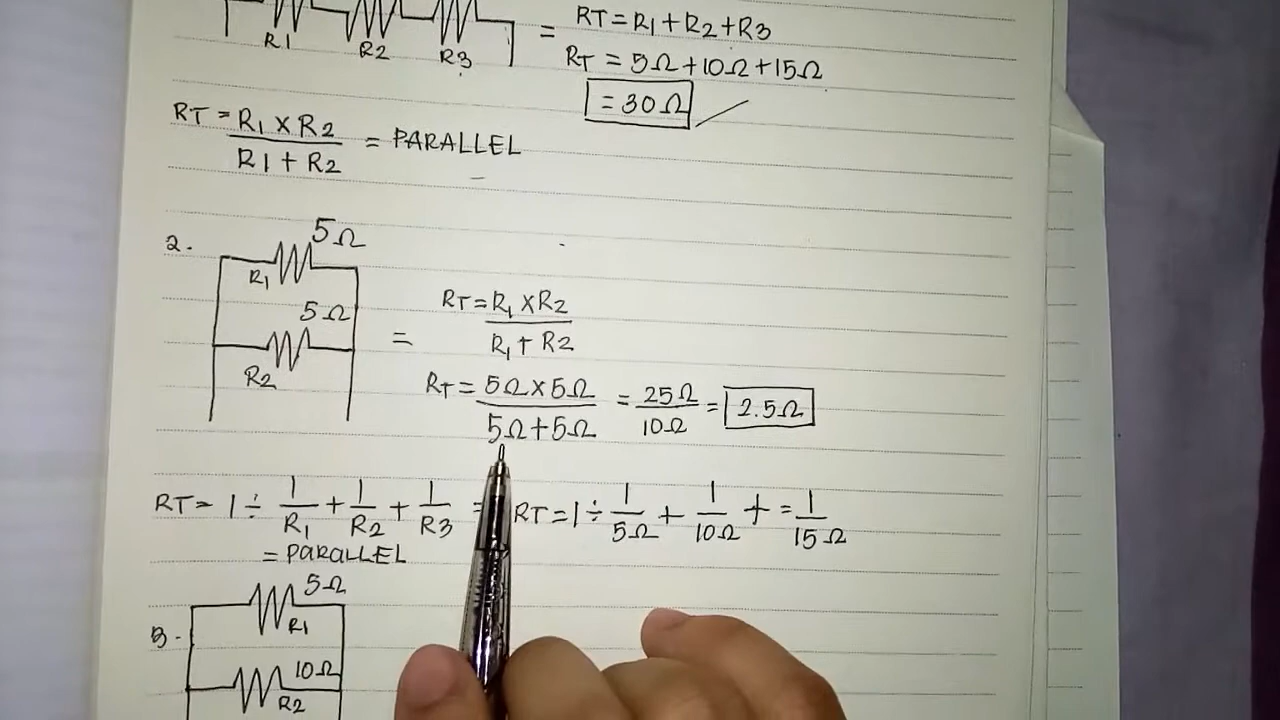 R1 R2 R3
= RT = R1 + R2 + R3
RT = 5Ω + 10Ω + 15Ω
= 30Ω
RT = R1 X R2 / R1 + R2 = PARALLEL
2.
5Ω
R1
5Ω
R2
= RT = R1 X R2 / R1 + R2
RT = 5Ω X 5Ω / 5Ω + 5Ω = 25Ω / 10Ω = 2.5Ω
RT = 1 ÷ 1/R1 + 1/R2 + 1/R3 = RT = 1 ÷ 1/5Ω + 1/10Ω + = 1/15Ω
= PARALLEL
3.
5Ω
R1
10Ω
R2